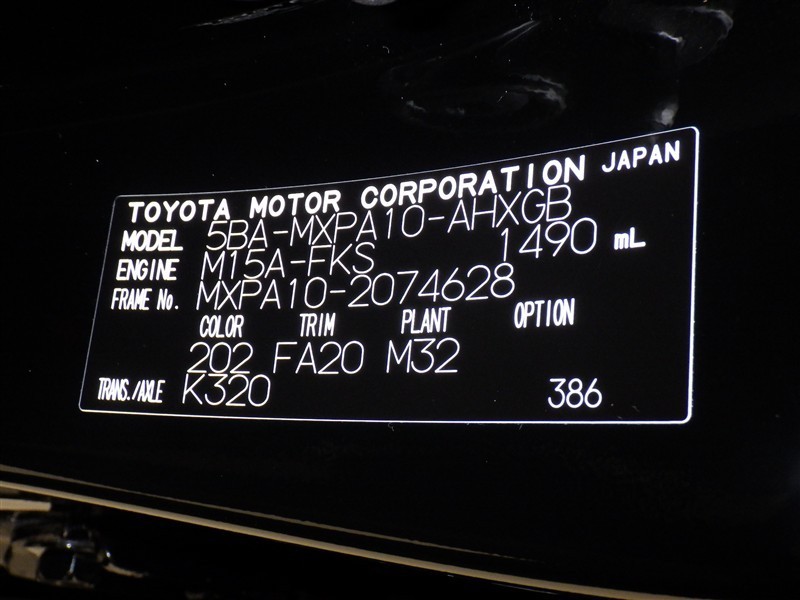 TOYOTA MOTOR CORPORATION JAPAN
MODEL 5BA-MXPA10-AHXGB
ENGINE M15A-FKS 1490 mL
FRAME No. MXPA10-2074628
COLOR TRIM PLANT OPTION
202 FA20 M32
TRANS./AXLE K320 386